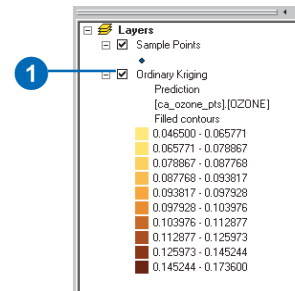 Layers
Sample Points
1
Ordinary Kriging
Prediction
[ca_ozone_pts].[OZONE]
Filled contours
0.046500 - 0.065771
0.065771 - 0.078867
0.078867 - 0.087768
0.087768 - 0.093817
0.093817 - 0.097928
0.097928 - 0.103976
0.103976 - 0.112877
0.112877 - 0.125973
0.125973 - 0.145244
0.145244 - 0.173600